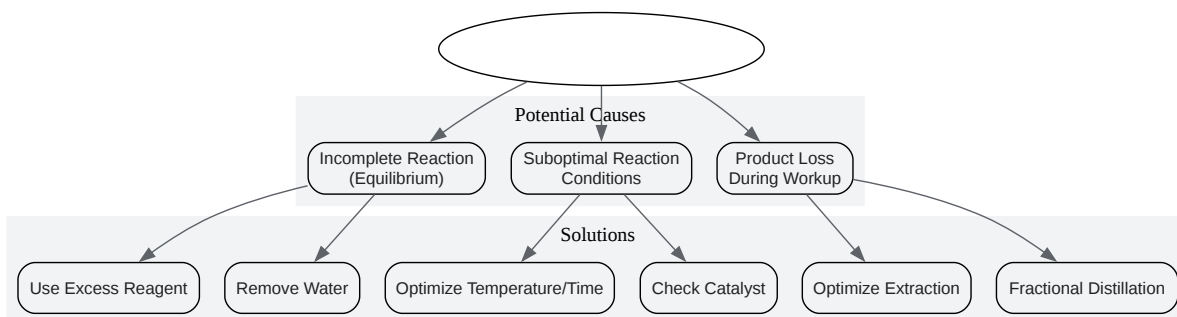 Potential Causes
Incomplete Reaction
(Equilibrium)
Suboptimal Reaction
Conditions
Product Loss
During Workup
Solutions
Use Excess Reagent
Remove Water
Optimize Temperature/Time
Check Catalyst
Optimize Extraction
Fractional Distillation